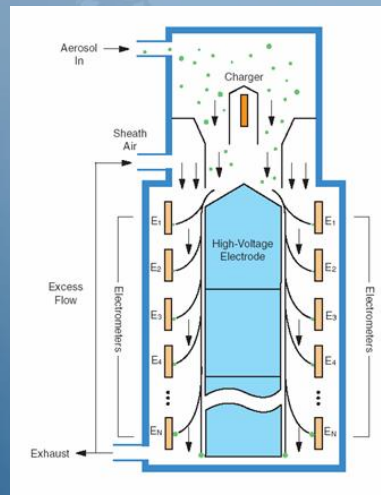 Aerosol
In
Charger
Sheath
Air
E1
E1
High-Voltage
Electrode
E2
E2
Excess
Flow
Electrometers
Electrometers
E3
E3
E4
E4
EN
EN
Exhaust